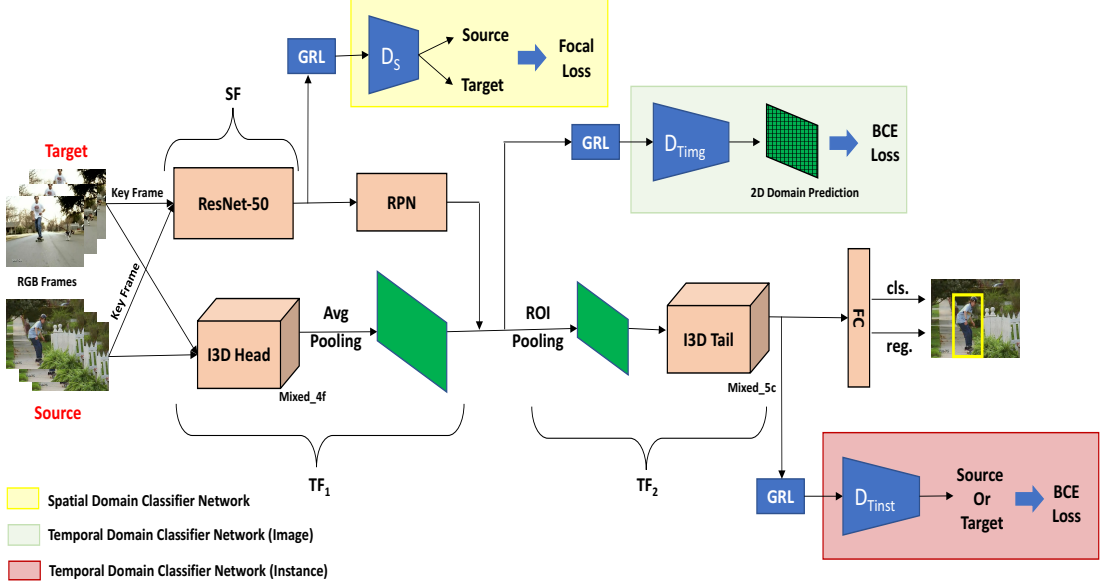 GRL
D_S
Source
Target
Focal
Loss
SF
Target
Key Frame
ResNet-50
RPN
GRL
D_Timg
2D Domain Prediction
BCE
Loss
RGB Frames
Key Frame
I3D Head
Mixed_4f
Avg
Pooling
ROI
Pooling
I3D Tail
Mixed_5c
FC
cls.
reg.
Source
TF_1
TF_2
GRL
D_Tinst
Source
Or
Target
BCE
Loss
Spatial Domain Classifier Network
Temporal Domain Classifier Network (Image)
Temporal Domain Classifier Network (Instance)